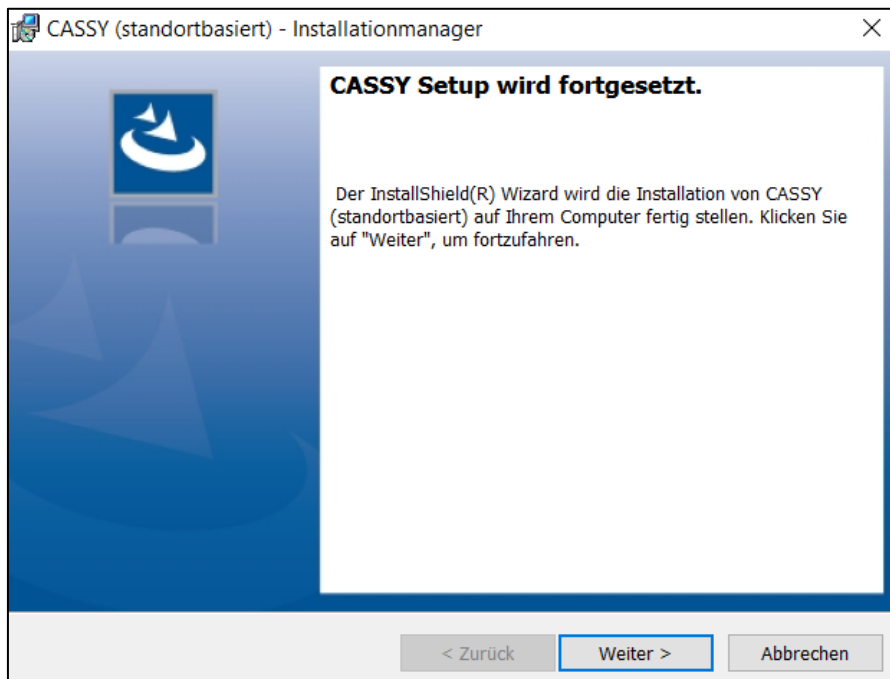 CASSY (standortbasiert) - Installationmanager
CASSY Setup wird fortgesetzt.
Der InstallShield(R) Wizard wird die Installation von CASSY
(standortbasiert) auf Ihrem Computer fertig stellen. Klicken Sie
auf "Weiter", um fortzufahren.
< Zurück
Weiter >
Abbrechen